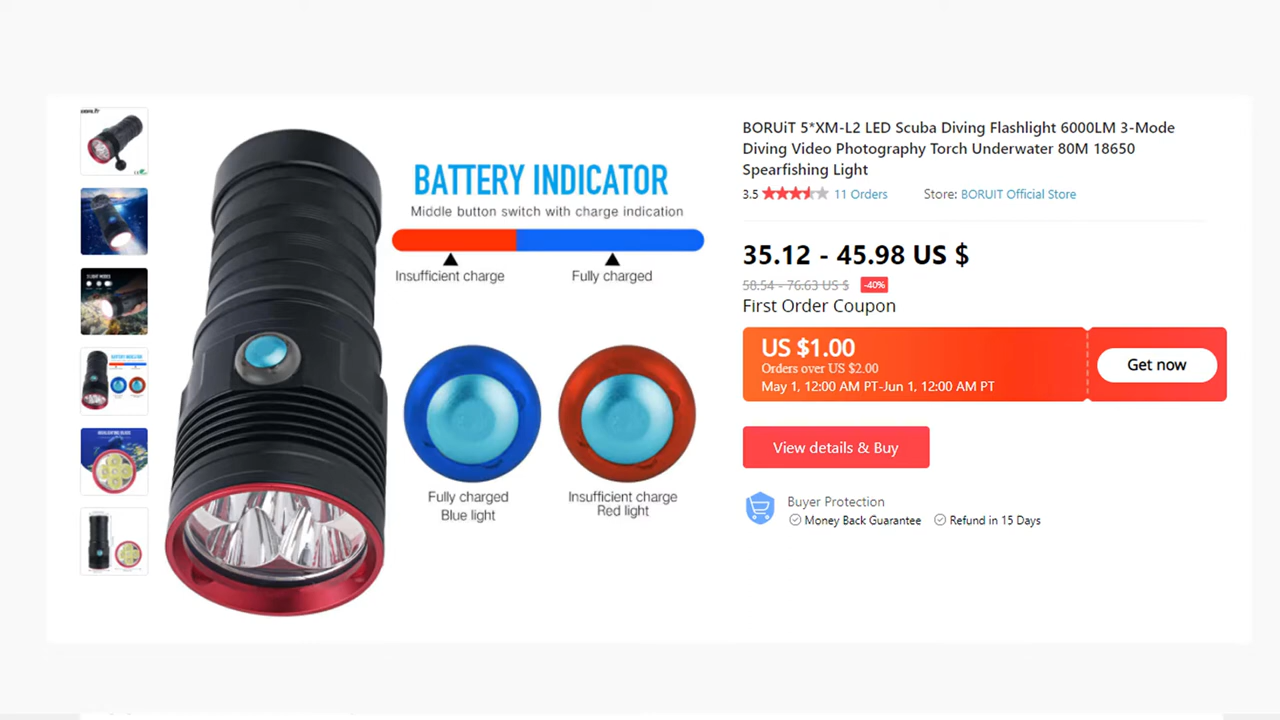 BORUiT 5*XM-L2 LED Scuba Diving Flashlight 6000LM 3-Mode
Diving Video Photography Torch Underwater 80M 18650
Spearfishing Light
3.5 11 Orders Store: BORUIT Official Store
35.12 - 45.98 US $
58.54 - 76.63 US $ -40%
First Order Coupon
US $1.00
Orders over US $2.00
May 1, 12:00 AM PT-Jun 1, 12:00 AM PT
Get now
View details & Buy
Buyer Protection
Money Back Guarantee Refund in 15 Days
BATTERY INDICATOR
Middle button switch with charge indication
Insufficient charge Fully charged
Fully charged
Blue light
Insufficient charge
Red light